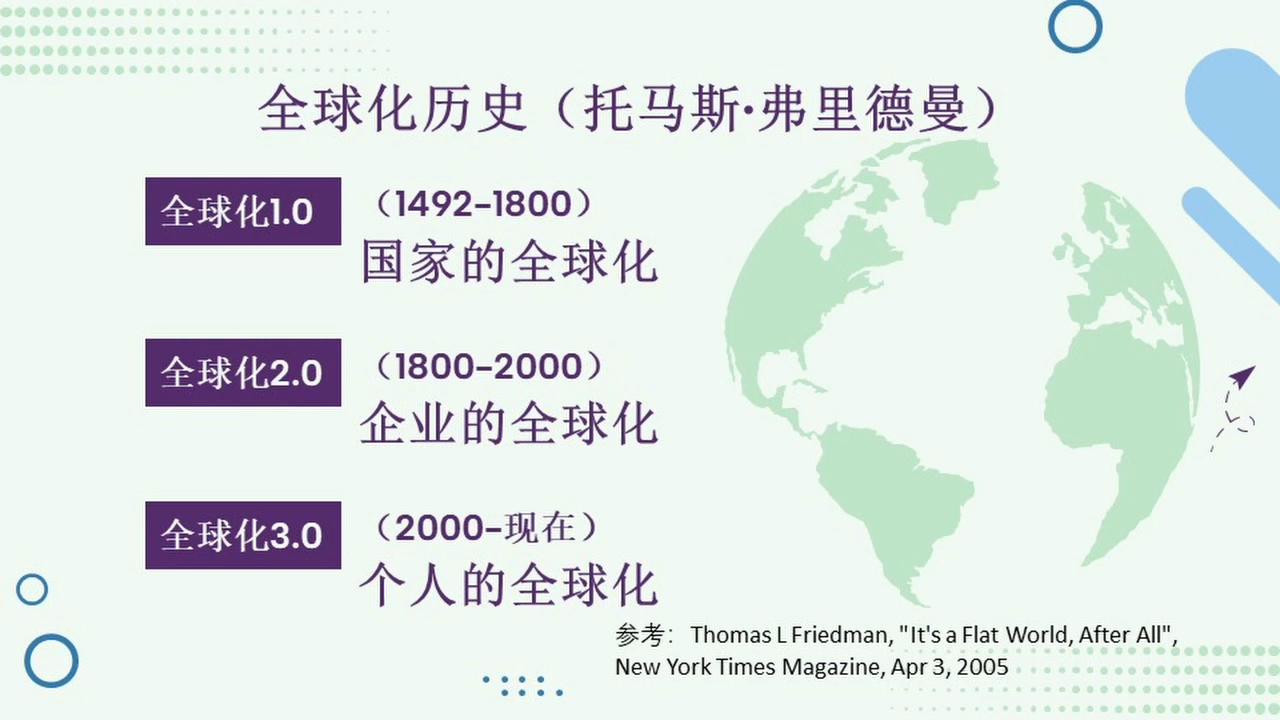 全球化历史（托马斯·弗里德曼）
全球化1.0
（1492-1800）
国家的全球化
全球化2.0
（1800-2000）
企业的全球化
全球化3.0
（2000-现在）
个人的全球化
参考：Thomas L Friedman, "It's a Flat World, After All",
New York Times Magazine, Apr 3, 2005